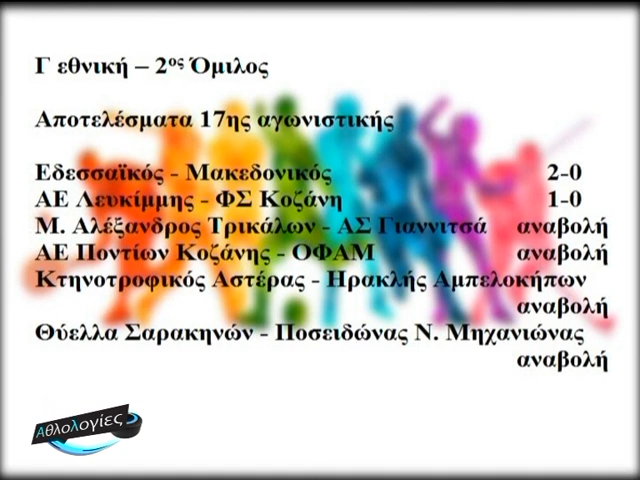 Γ εθνική – 2ος Όμιλος
Αποτελέσματα 17ης αγωνιστικής
Εδεσσαϊκός - Μακεδονικός 2-0
ΑΕ Λευκίμμης - ΦΣ Κοζάνη 1-0
Μ. Αλέξανδρος Τρικάλων - ΑΣ Γιαννιτσά αναβολή
ΑΕ Ποντίων Κοζάνης - ΟΦΑΜ αναβολή
Κτηνοτροφικός Αστέρας - Ηρακλής Αμπελοκήπων
αναβολή
Θύελλα Σαρακηνών - Ποσειδώνας Ν. Μηχανιώνας
αναβολή
Αθλολογίες